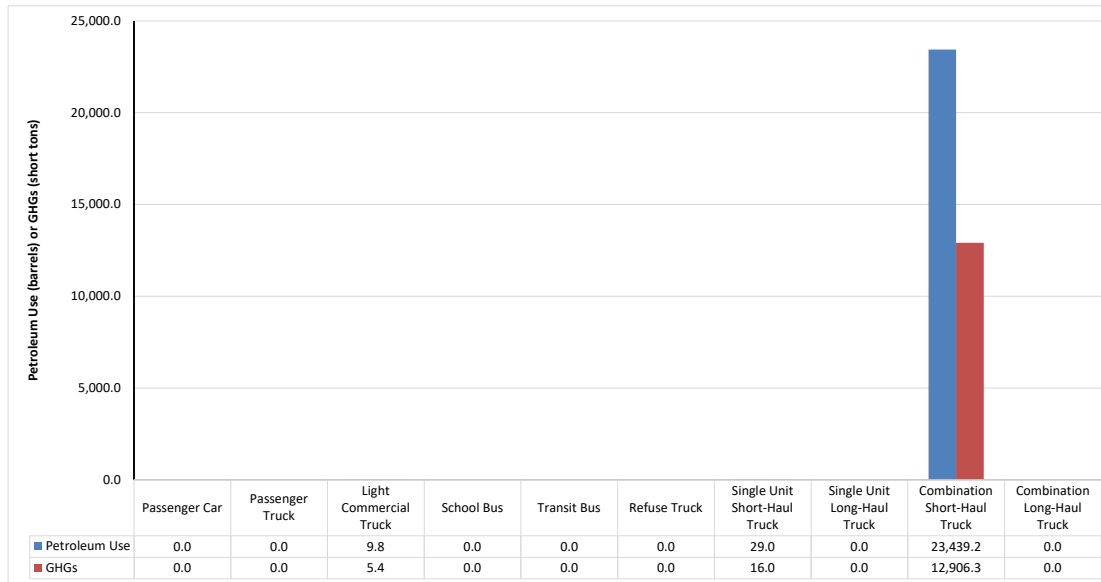 Petroleum Use (barrels) or GHGs (short tons)
25,000.0
20,000.0
15,000.0
10,000.0
5,000.0
0.0
Passenger Car
Passenger
Truck
Light
Commercial
Truck
School Bus
Transit Bus
Refuse Truck
Single Unit
Short-Haul
Truck
Single Unit
Long-Haul
Truck
Combination
Short-Haul
Truck
Combination
Long-Haul
Truck
Petroleum Use 0.0 0.0 9.8 0.0 0.0 0.0 29.0 0.0 23,439.2 0.0
GHGs 0.0 0.0 5.4 0.0 0.0 0.0 16.0 0.0 12,906.3 0.0